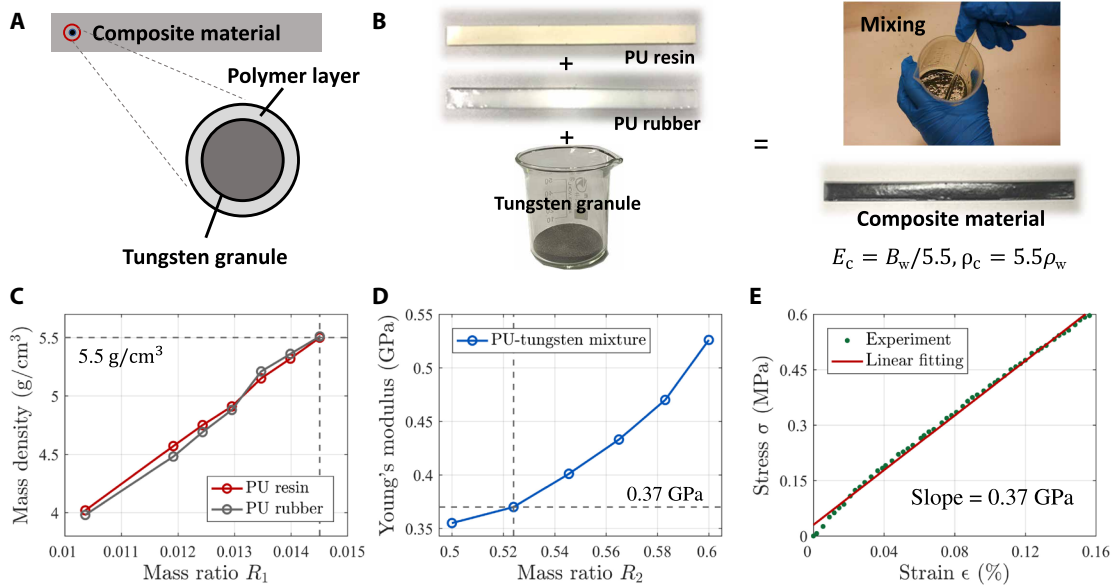 A
Composite material
Polymer layer
Tungsten granule
B
PU resin
+
PU rubber
+
Tungsten granule
=
Mixing
Composite material
E_c = B_w/5.5, ρ_c = 5.5ρ_w
C
Mass density (g/cm³)
5.5
5
4.5
4
5.5 g/cm³
PU resin
PU rubber
0.01 0.011 0.012 0.013 0.014 0.015
Mass ratio R₁
D
Young's modulus (GPa)
0.55
0.5
0.45
0.4
0.35
PU-tungsten mixture
0.37 GPa
0.5 0.52 0.54 0.56 0.58 0.6
Mass ratio R₂
E
Stress σ (MPa)
0.6
0.45
0.3
0.15
0
Experiment
Linear fitting
Slope = 0.37 GPa
0 0.04 0.08 0.12 0.16
Strain ϵ (%)